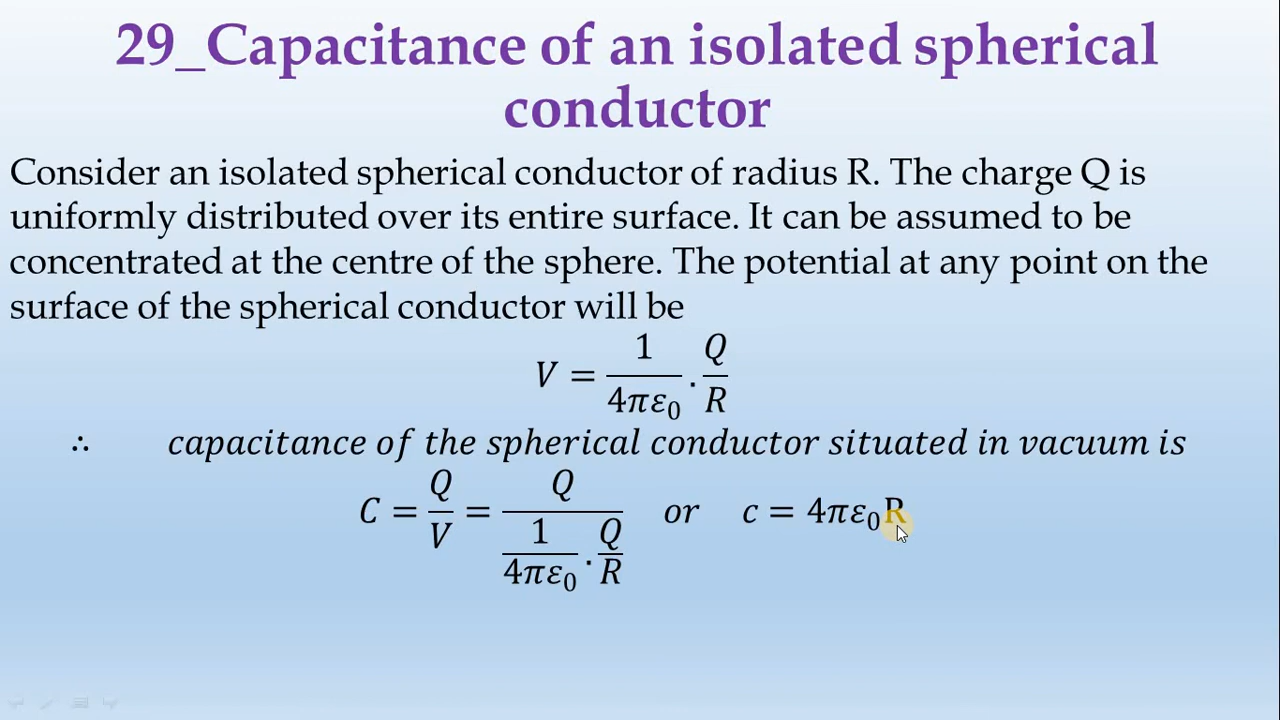 29_Capacitance of an isolated spherical
conductor
Consider an isolated spherical conductor of radius R. The charge Q is
uniformly distributed over its entire surface. It can be assumed to be
concentrated at the centre of the sphere. The potential at any point on the
surface of the spherical conductor will be
V = 1/(4πε₀) . Q/R
∴ capacitance of the spherical conductor situated in vacuum is
C = Q/V = Q/(1/(4πε₀) . Q/R) or c = 4πε₀R